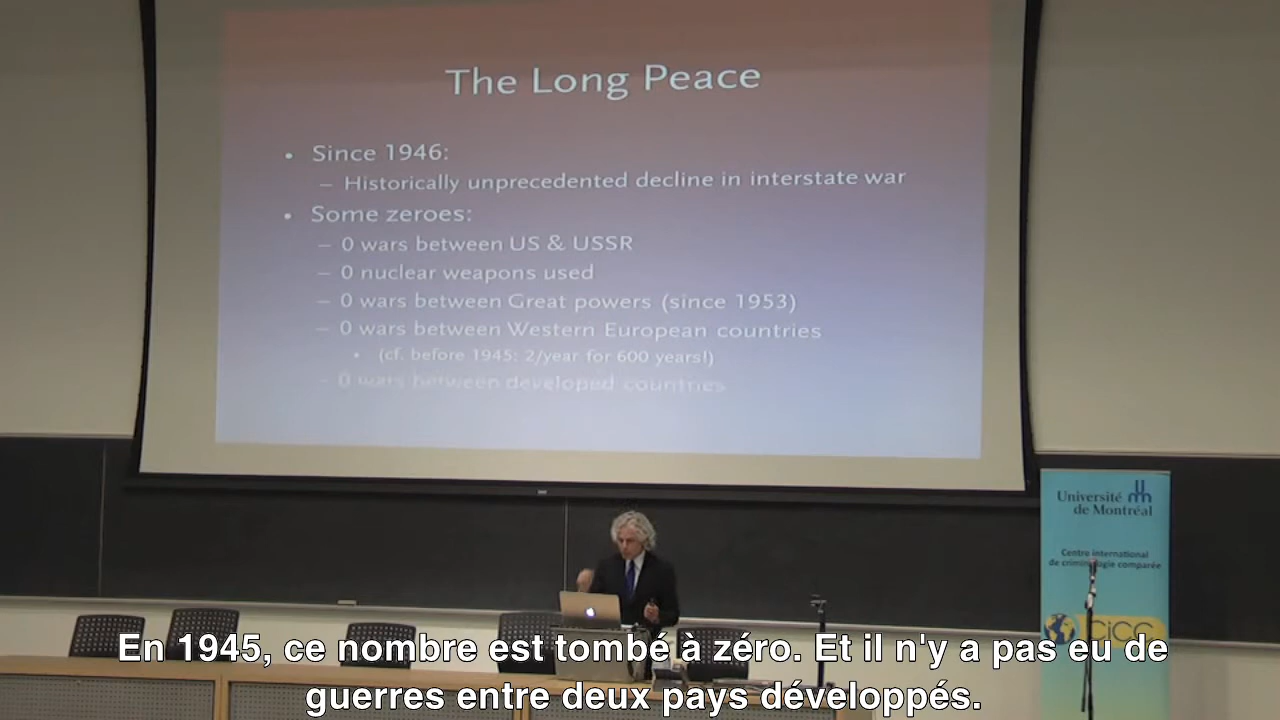 The Long Peace
• Since 1946:
– Historically unprecedented decline in interstate war
• Some zeroes:
– 0 wars between US & USSR
– 0 nuclear weapons used
– 0 wars between Great powers (since 1953)
– 0 wars between Western European countries
• (cf. before 1945: 2/year for 600 years!)
– 0 wars between developed countries
Université
de Montréal
Centre international
de criminologie comparée
CICC
En 1945, ce nombre est tombé à zéro. Et il n'y a pas eu de
guerres entre deux pays développés.